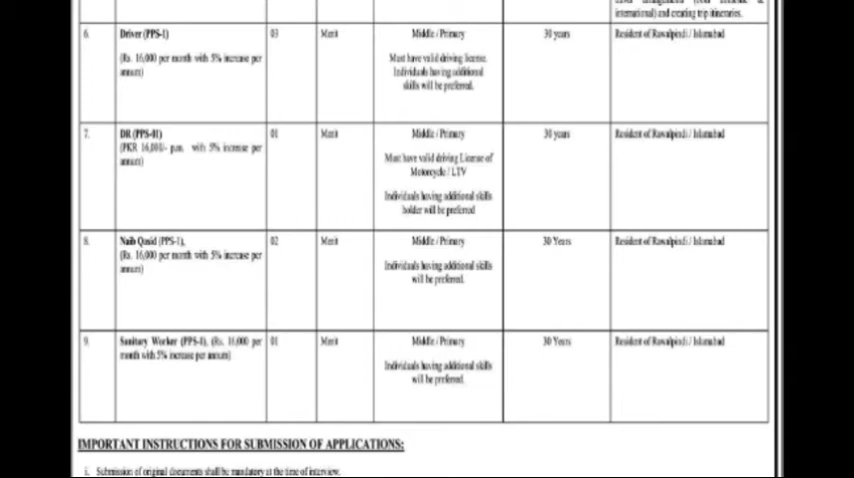 international) and creating trip itineraries.
6. Driver (PPS-I) 03 Merit Middle / Primary 30 years Resident of Rawalpindi / Islamabad
(Rs. 16,000 per month with 5% increase per annum)
Must have valid driving license.
Individuals having additional
skills will be preferred.
7. DR (PPS-II) 01 Merit Middle / Primary 30 years Resident of Rawalpindi / Islamabad
(PKR 16,000/- p.m. with 5% increase per annum)
Must have valid driving License of
Motorcycle / LTV
Individuals having additional skills
holder will be preferred
8. Naib Qasid (PPS-I), 02 Merit Middle / Primary 30 Years Resident of Rawalpindi / Islamabad
(Rs. 16,000 per month with 5% increase per annum)
Individuals having additional skills
will be preferred.
9. Sanitary Worker (PPS-I), (Rs. 16,000 per 01 Merit Middle / Primary 30 Years Resident of Rawalpindi / Islamabad
month with 5% increase per annum)
Individuals having additional skills
will be preferred.
IMPORTANT INSTRUCTIONS FOR SUBMISSION OF APPLICATIONS:
i. Submission of original documents shall be mandatory at the time of interview.